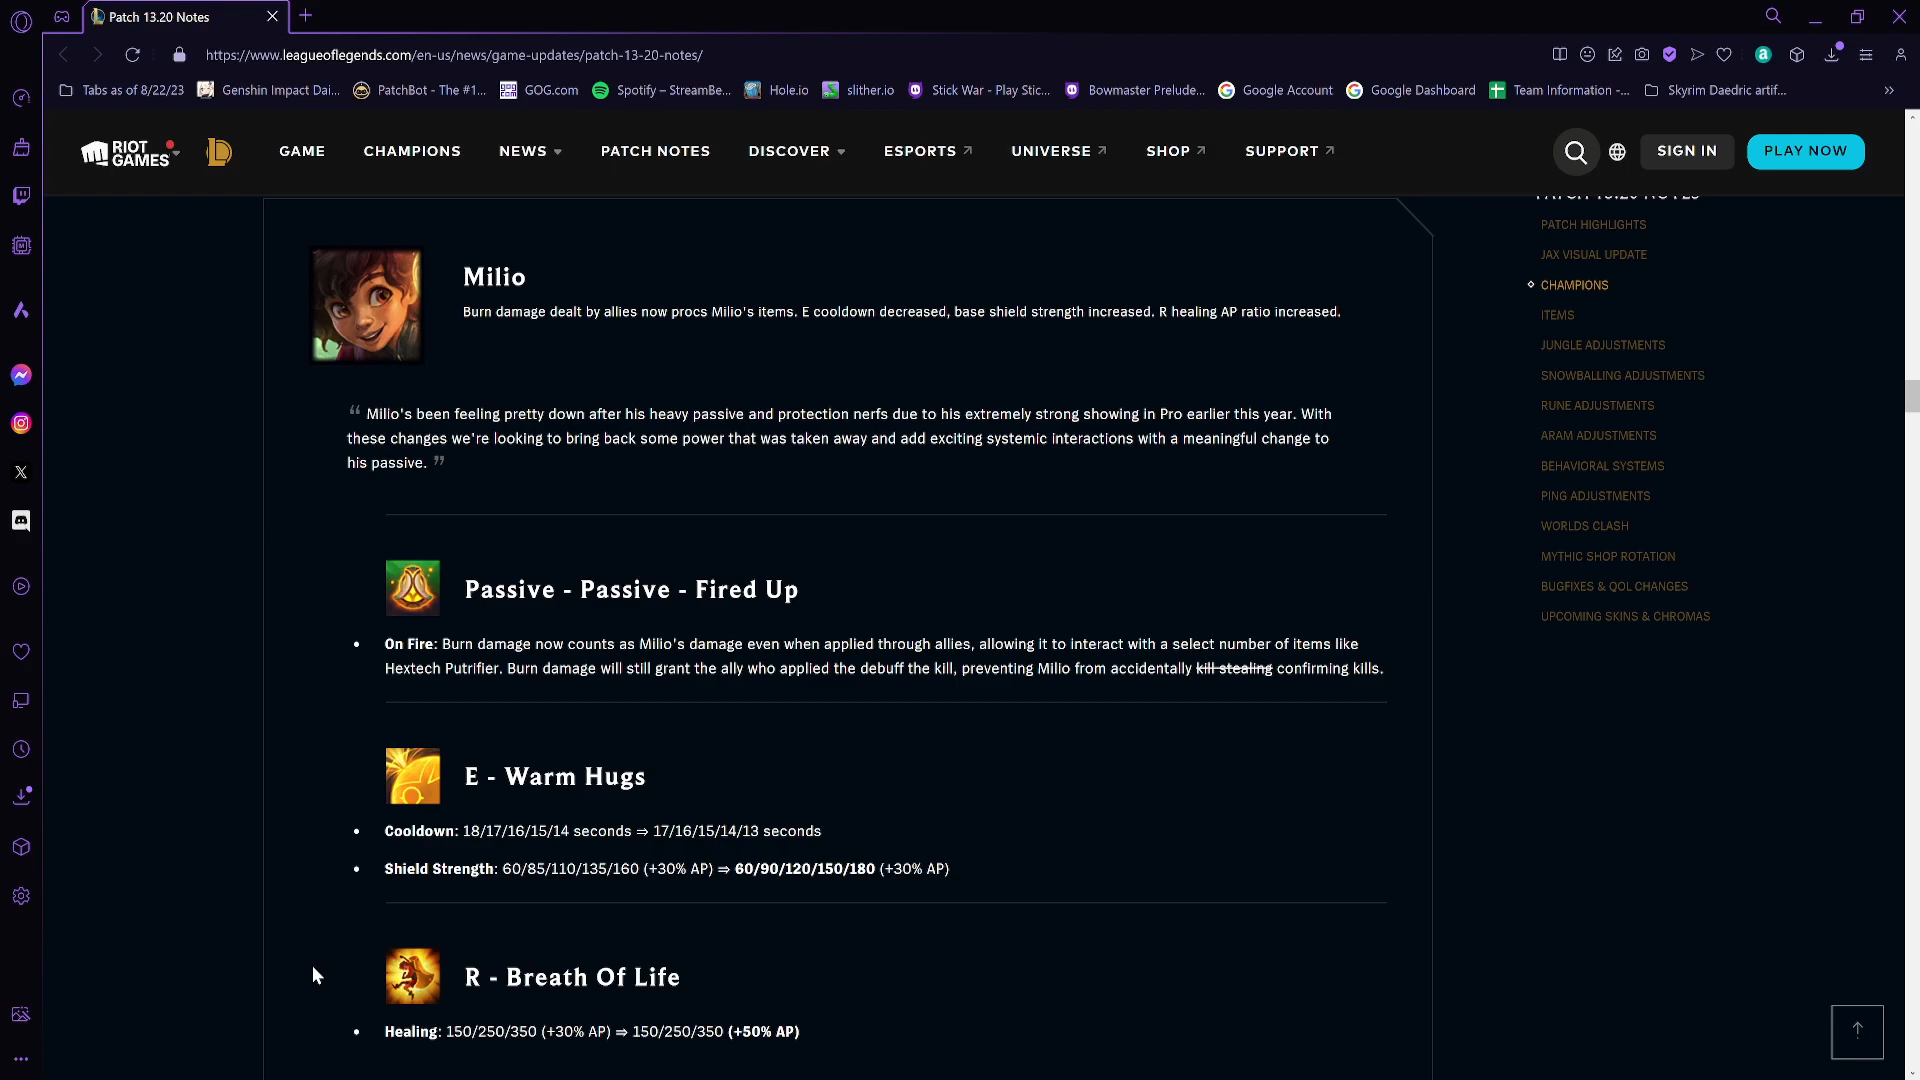 Patch 13.20 Notes
https://www.leagueoflegends.com/en-us/news/game-updates/patch-13-20-notes/
Tabs as of 8/22/23
Genshin Impact Dai...
PatchBot - The #1...
GOG.com
Spotify – StreamBe...
Hole.io
slither.io
Stick War - Play Stic...
Bowmaster Prelude...
Google Account
Google Dashboard
Team Information -...
Skyrim Daedric artif...
RIOT GAMES
GAME
CHAMPIONS
NEWS
PATCH NOTES
DISCOVER
ESPORTS
UNIVERSE
SHOP
SUPPORT
SIGN IN
PLAY NOW
PATCH 13.20 NOTES
PATCH HIGHLIGHTS
JAX VISUAL UPDATE
CHAMPIONS
ITEMS
JUNGLE ADJUSTMENTS
SNOWBALLING ADJUSTMENTS
RUNE ADJUSTMENTS
ARAM ADJUSTMENTS
BEHAVIORAL SYSTEMS
PING ADJUSTMENTS
WORLDS CLASH
MYTHIC SHOP ROTATION
BUGFIXES & QOL CHANGES
UPCOMING SKINS & CHROMAS
Milio
Burn damage dealt by allies now procs Milio's items. E cooldown decreased, base shield strength increased. R healing AP ratio increased.
“ Milio's been feeling pretty down after his heavy passive and protection nerfs due to his extremely strong showing in Pro earlier this year. With
these changes we're looking to bring back some power that was taken away and add exciting systemic interactions with a meaningful change to
his passive. ”
Passive - Passive - Fired Up
• On Fire: Burn damage now counts as Milio's damage even when applied through allies, allowing it to interact with a select number of items like
Hextech Putrifier. Burn damage will still grant the ally who applied the debuff the kill, preventing Milio from accidentally kill stealing confirming kills.
E - Warm Hugs
• Cooldown: 18/17/16/15/14 seconds ⇒ 17/16/15/14/13 seconds
• Shield Strength: 60/85/110/135/160 (+30% AP) ⇒ 60/90/120/150/180 (+30% AP)
R - Breath Of Life
• Healing: 150/250/350 (+30% AP) ⇒ 150/250/350 (+50% AP)